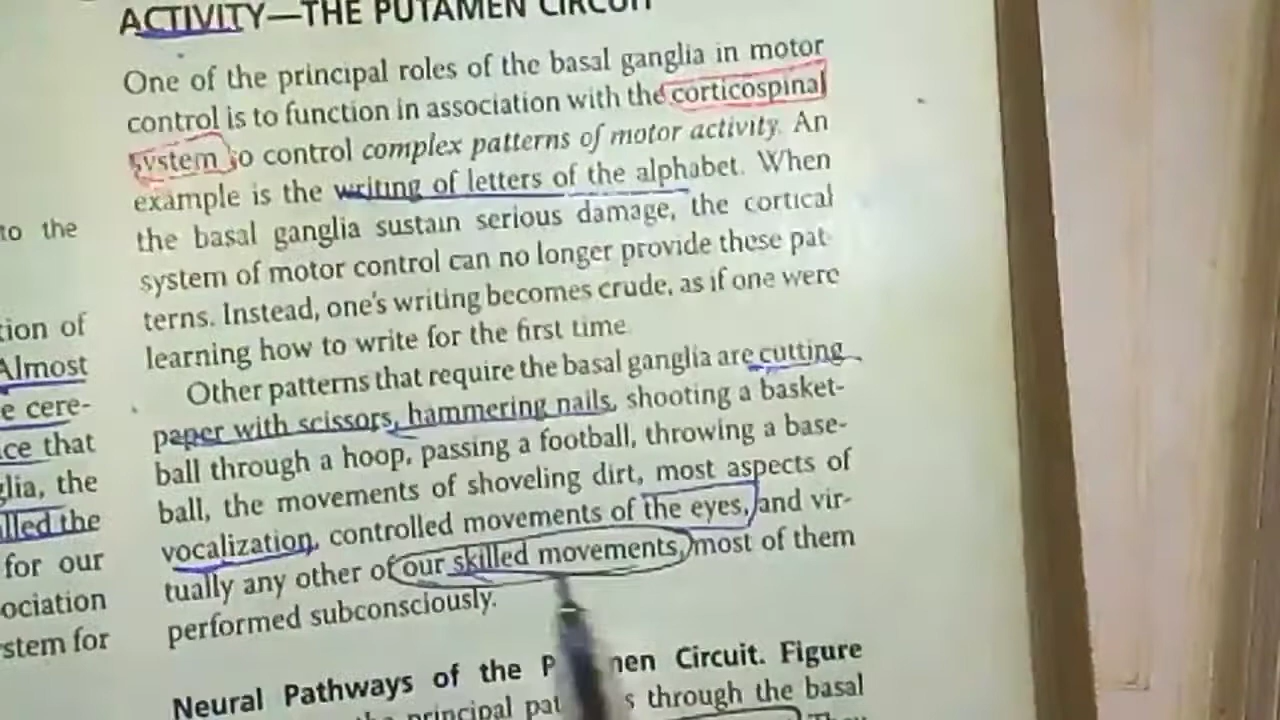 to the
tion of
Almost
e cere-
ce that
glia, the
lled the
for our
ociation
stem for
ACTIVITY—THE PUTAMEN CIRCUIT
One of the principal roles of the basal ganglia in motor
control is to function in association with the corticospinal
system to control complex patterns of motor activity. An
example is the writing of letters of the alphabet. When
the basal ganglia sustain serious damage, the cortical
system of motor control can no longer provide these pat-
terns. Instead, one's writing becomes crude, as if one were
learning how to write for the first time.
Other patterns that require the basal ganglia are cutting
paper with scissors, hammering nails, shooting a basket-
ball through a hoop, passing a football, throwing a base-
ball, the movements of shoveling dirt, most aspects of
vocalization, controlled movements of the eyes, and vir-
tually any other of our skilled movements, most of them
performed subconsciously.
Neural Pathways of the Putamen Circuit. Figure
the principal through the basal
They